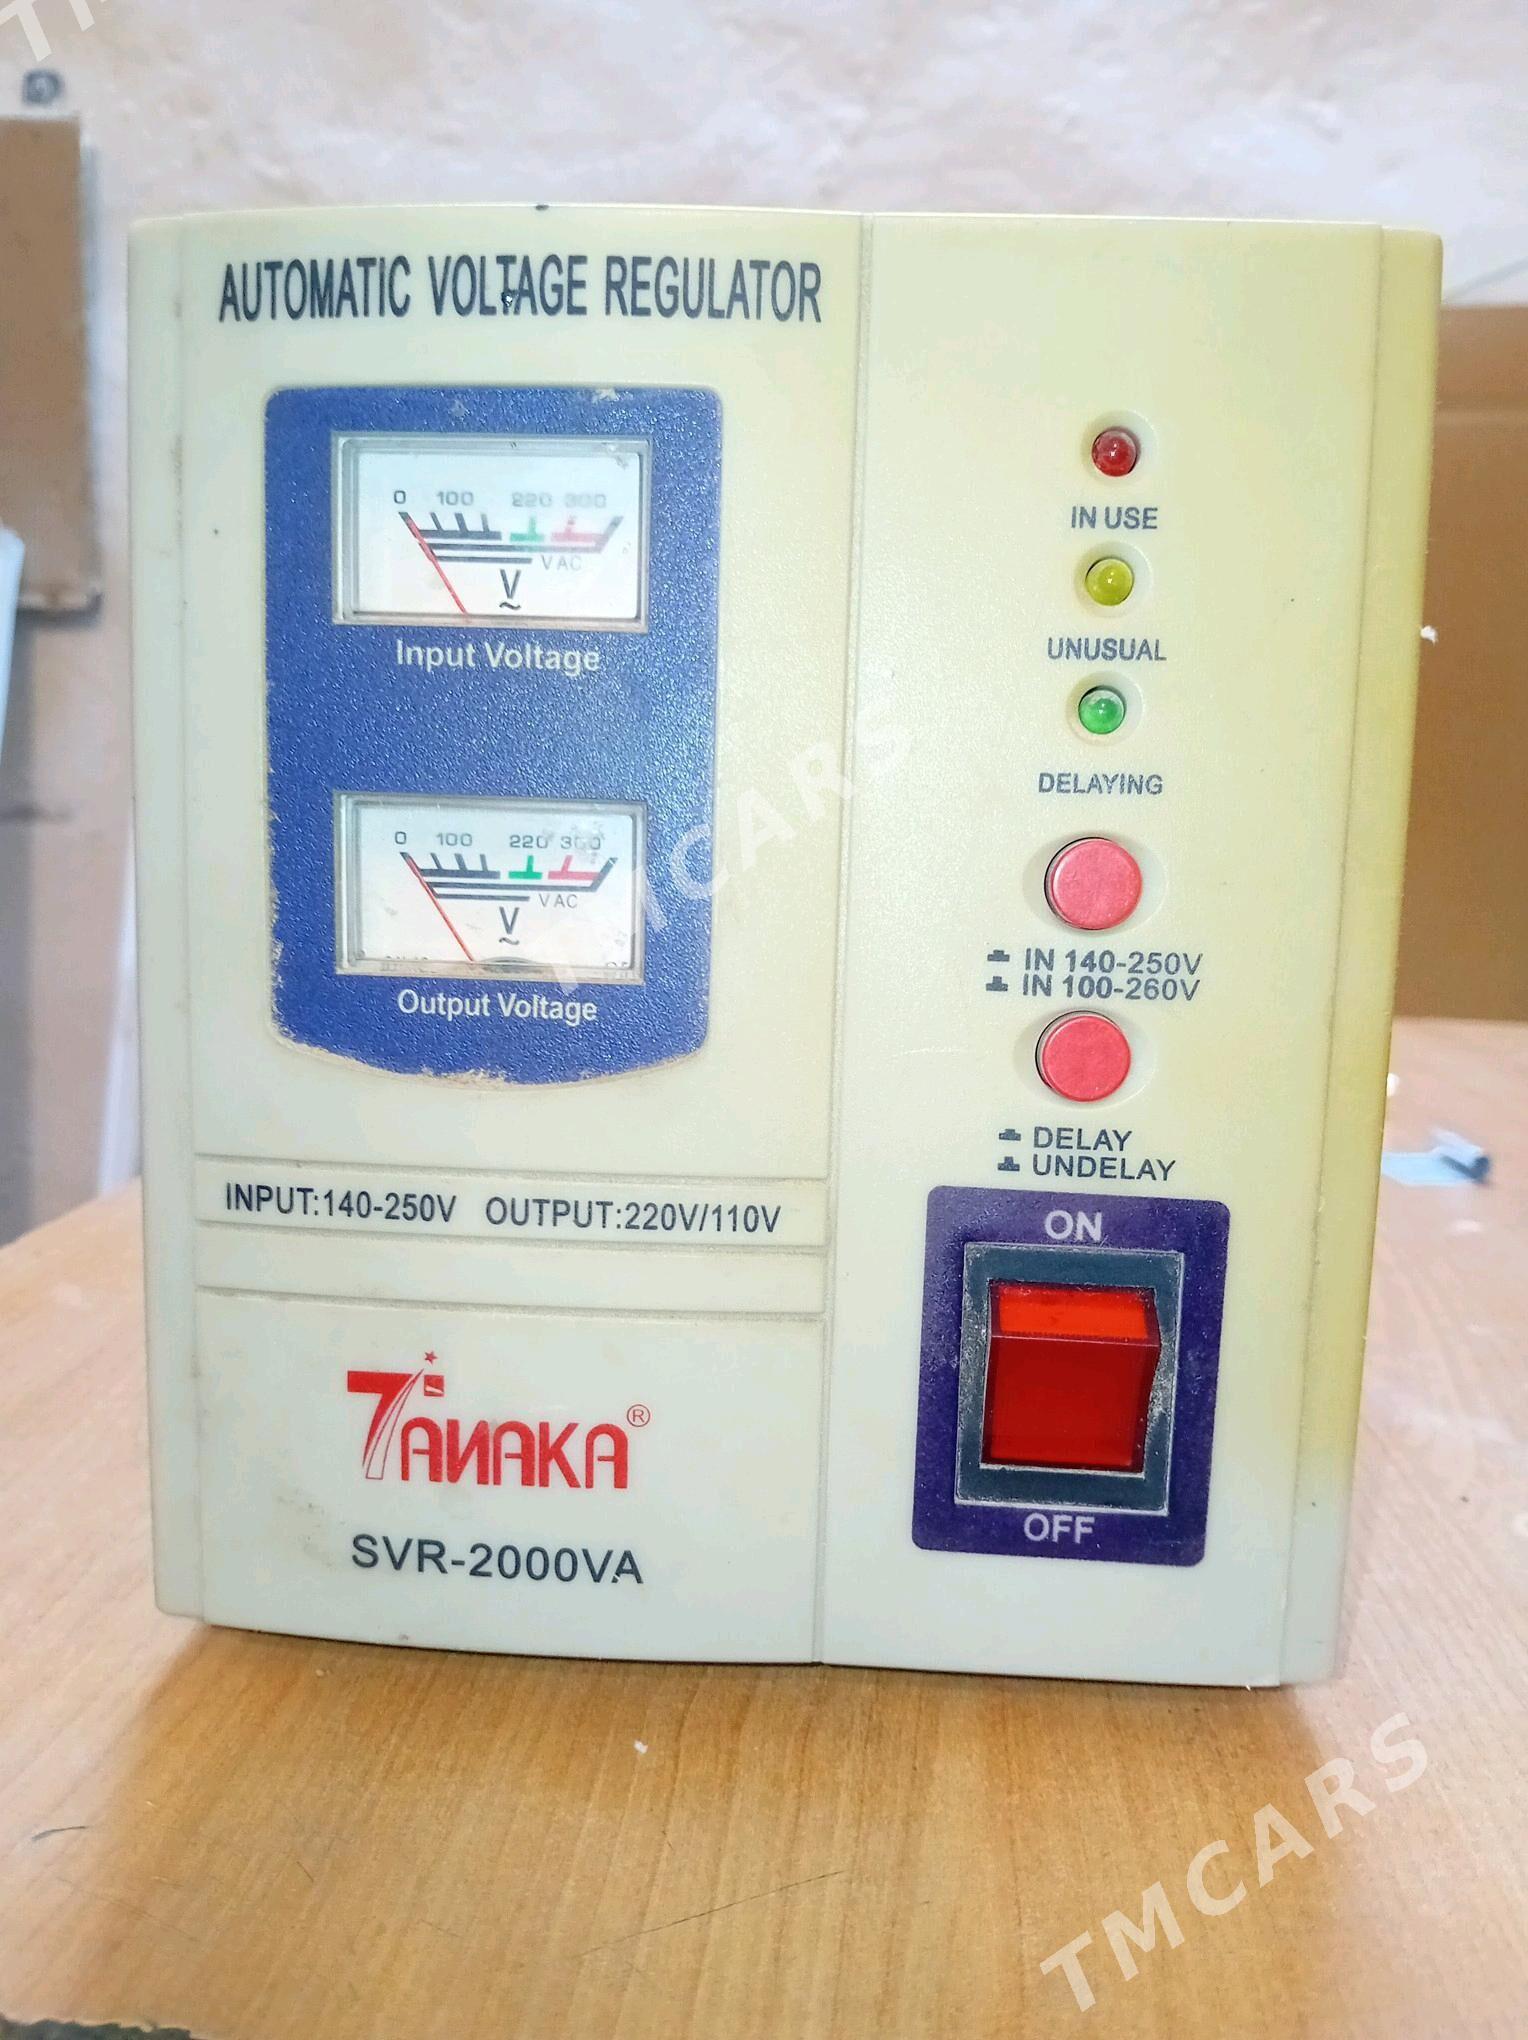 AUTOMATIC VOLTAGE REGULATOR
0 100 220 300
V AC
V
~
Input Voltage
0 100 220 300
V AC
V
~
Output Voltage
INPUT:140-250V OUTPUT:220V/110V
TANAKA®
SVR-2000VA
IN USE
UNUSUAL
DELAYING
IN 140-250V
IN 100-260V
DELAY
UNDELAY
ON
OFF
TMCARS
TMCARS